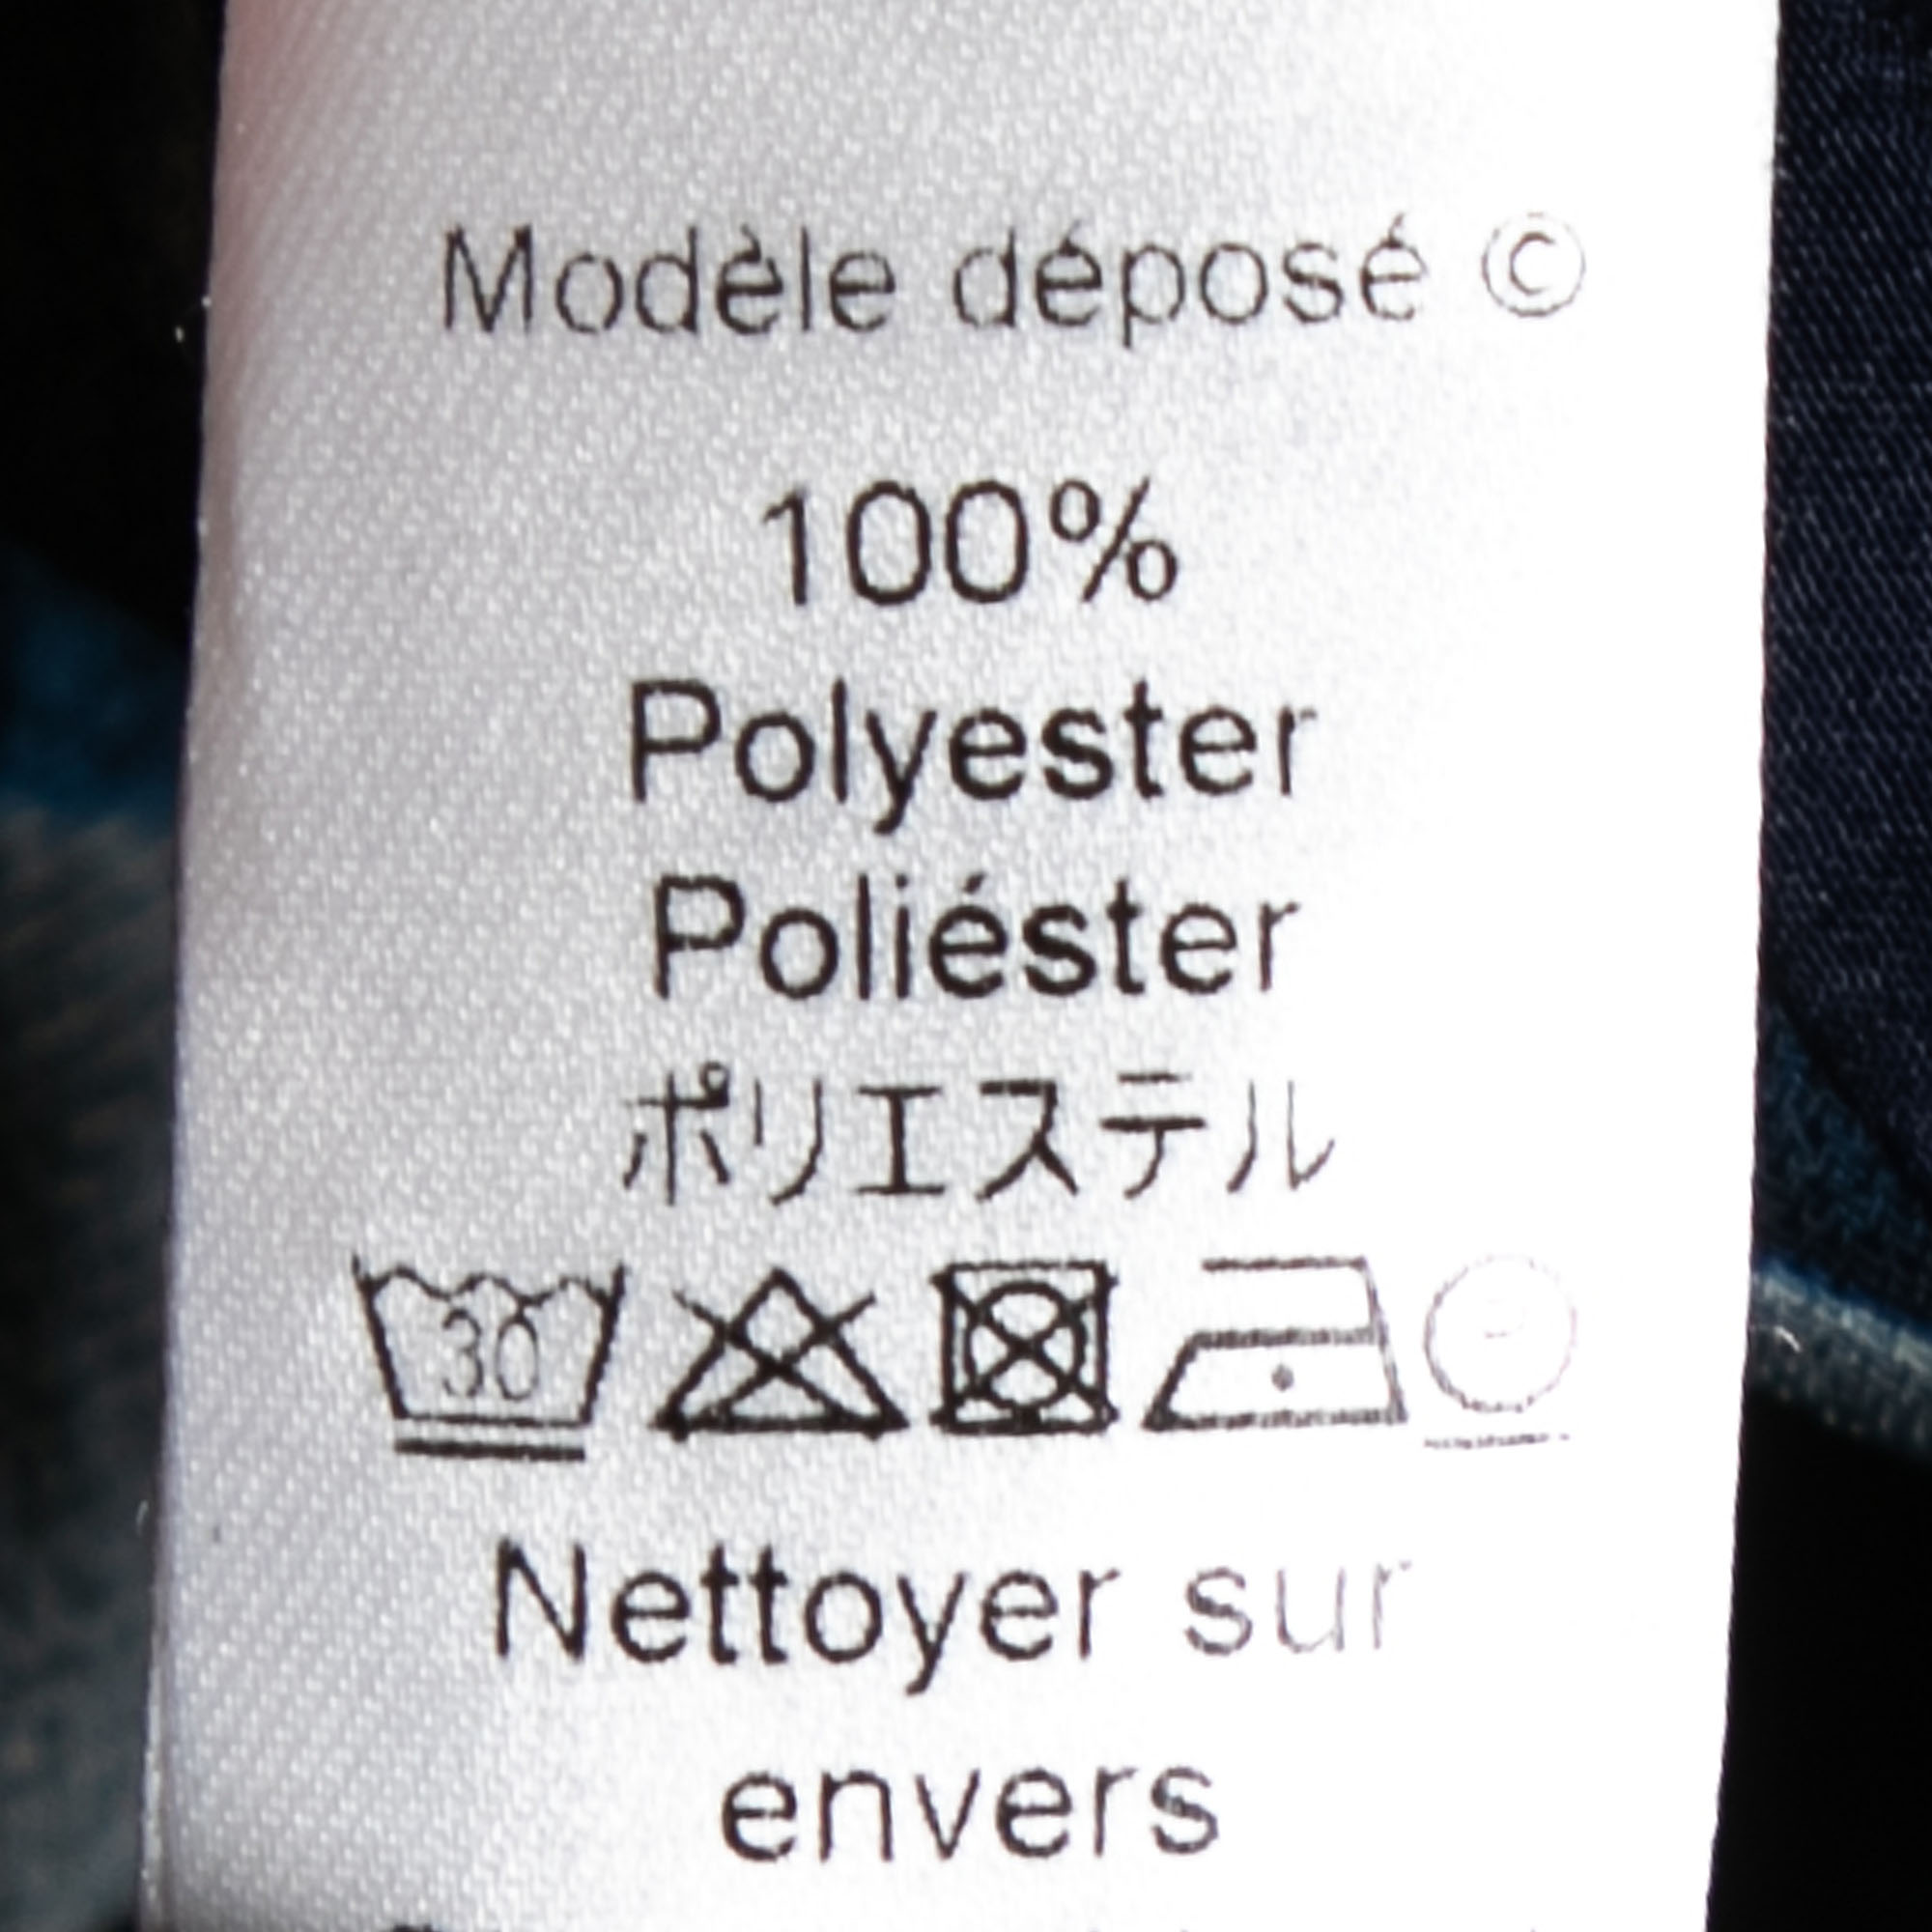 Modèle déposé ©
100%
Polyester
Poliéster
ポリエステル
30
Nettoyer sur
envers